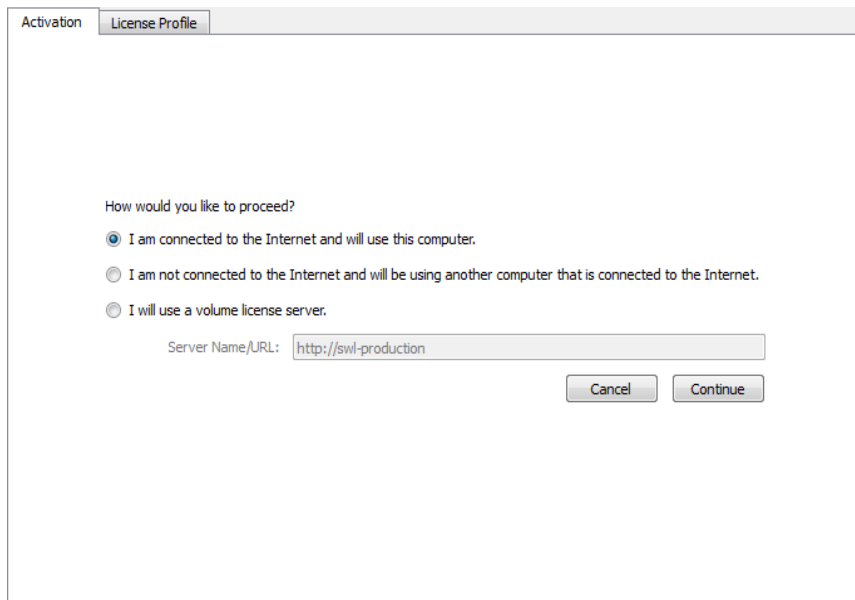 Activation
License Profile
How would you like to proceed?
I am connected to the Internet and will use this computer.
I am not connected to the Internet and will be using another computer that is connected to the Internet.
I will use a volume license server.
Server Name/URL:
http://swl-production
Cancel
Continue